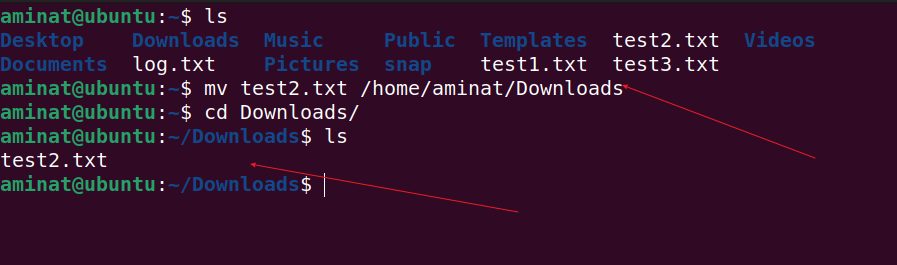 aminat@ubuntu:~$ ls
Desktop    Downloads  Music     Public  Templates  test2.txt  Videos
Documents  log.txt    Pictures  snap    test1.txt  test3.txt
aminat@ubuntu:~$ mv test2.txt /home/aminat/Downloads
aminat@ubuntu:~$ cd Downloads/
aminat@ubuntu:~/Downloads$ ls
test2.txt
aminat@ubuntu:~/Downloads$